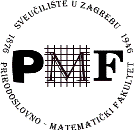 SVEUČILIŠTE U ZAGREBU
1876
1946
PMF
PRIRODOSLOVNO - MATEMATIČKI FAKULTET